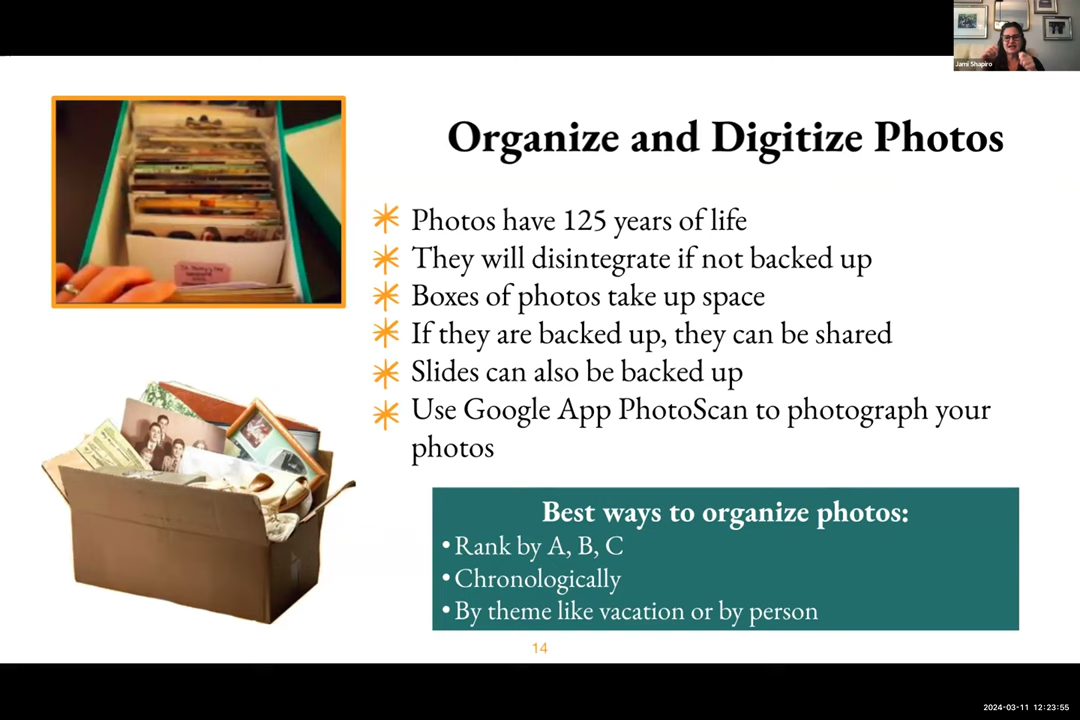 Jami Shapiro
Organize and Digitize Photos
Photos have 125 years of life
They will disintegrate if not backed up
Boxes of photos take up space
If they are backed up, they can be shared
Slides can also be backed up
Use Google App PhotoScan to photograph your
photos
Best ways to organize photos:
•Rank by A, B, C
•Chronologically
•By theme like vacation or by person
14
2024-03-11 12:23:55